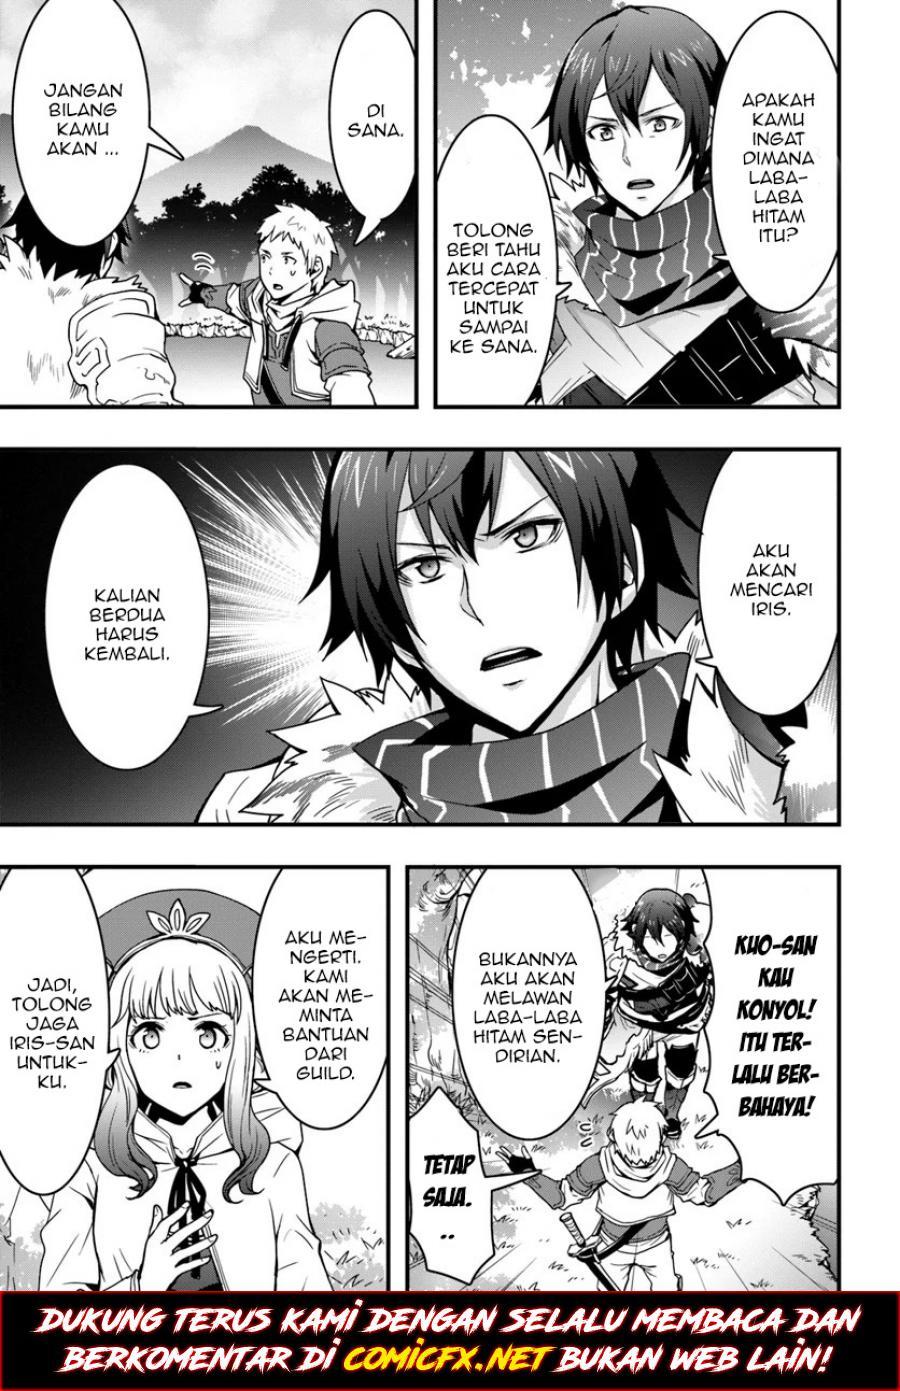 APAKAH
KAMU
INGAT
DIMANA
LABA-
LABA
HITAM
ITU?
TOLONG
BERI TAHU
AKU CARA
TERCEPAT
UNTUK
SAMPAI
KE SANA.
DI
SANA.
JANGAN
BILANG
KAMU
AKAN ...
AKU
AKAN
MENCARI
IRIS.
KALIAN
BERDUA
HARUS
KEMBALI.
KUO-SAN
KAU
KONYOL!
ITU TER-
LALU BER-
BAHAYA!
BUKANNYA
AKU AKAN
MELAWAN
LABA-LABA
HITAM SEN-
DIRIAN.
TETAP
SAJA.
..
AKU ME-
NGERTI.
KAMI
AKAN ME-
MINTA
BANTUAN
DARI
GUILD.
JADI,
TOLONG
JAGA
IRIS-SAN
UNTUK-
KU.
DUKUNG TERUS KAMI DENGAN SELALU MEMBACA DAN
BERKOMENTAR DI COMICFX.NET BUKAN WEB LAIN!